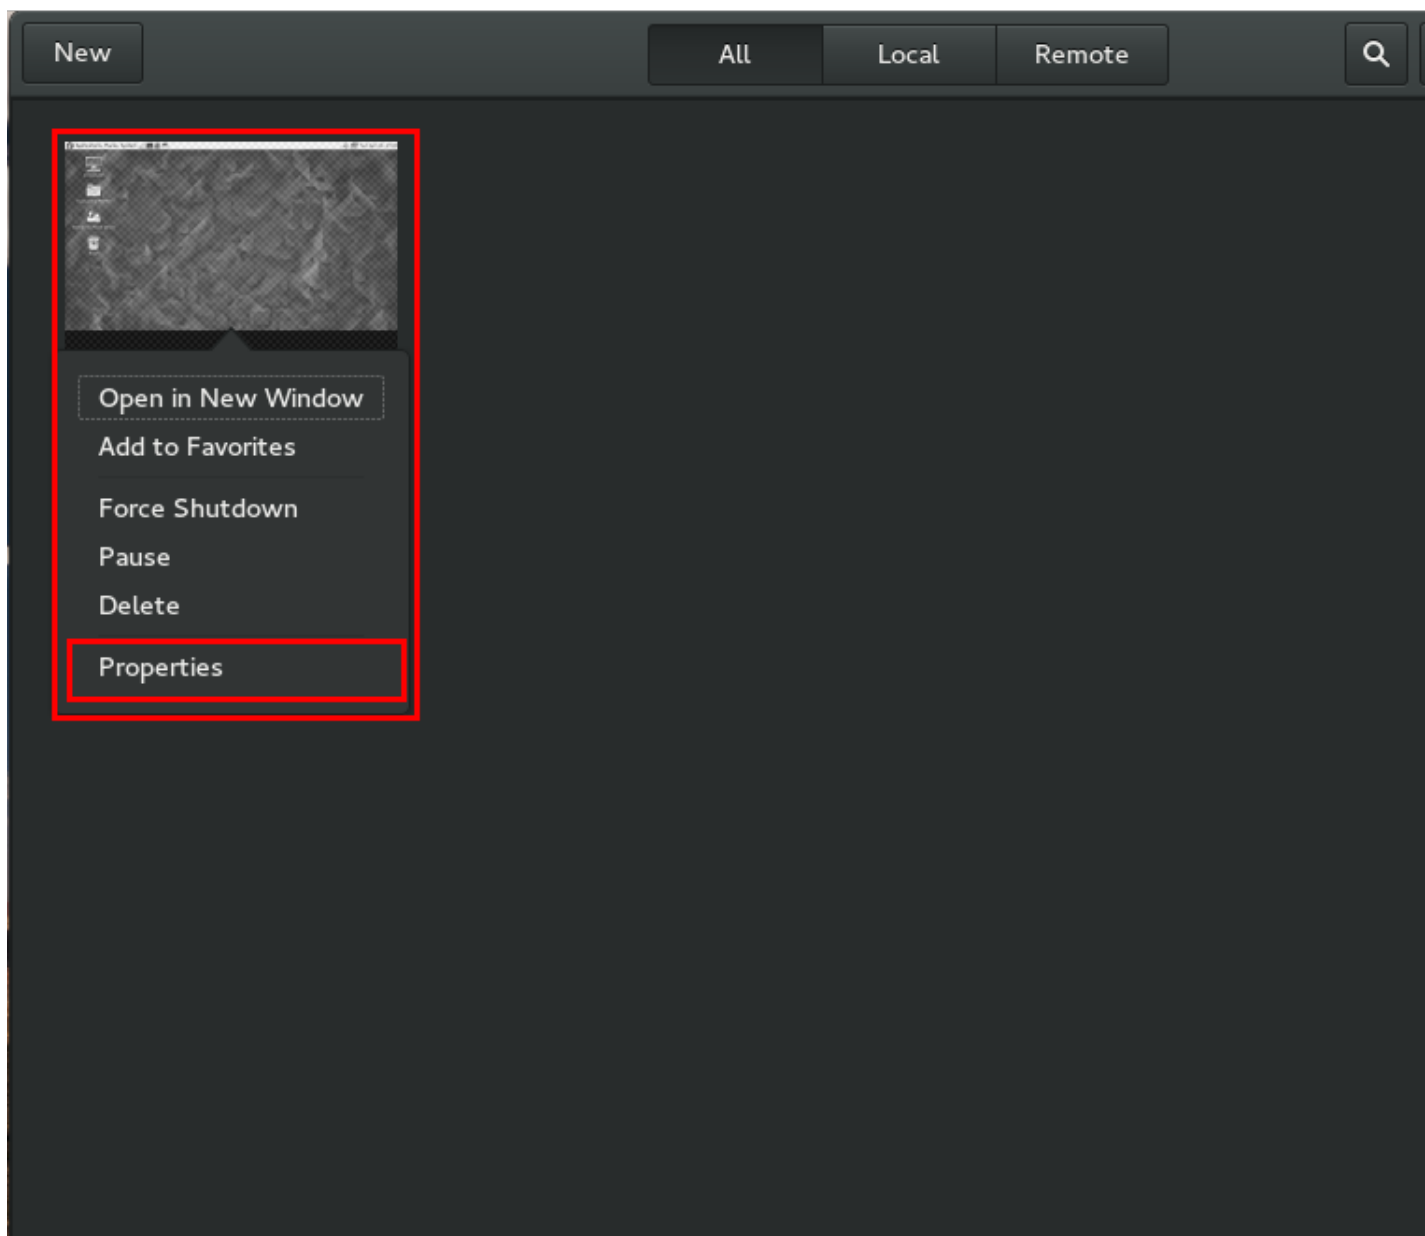 New
All
Local
Remote
Open in New Window
Add to Favorites
Force Shutdown
Pause
Delete
Properties